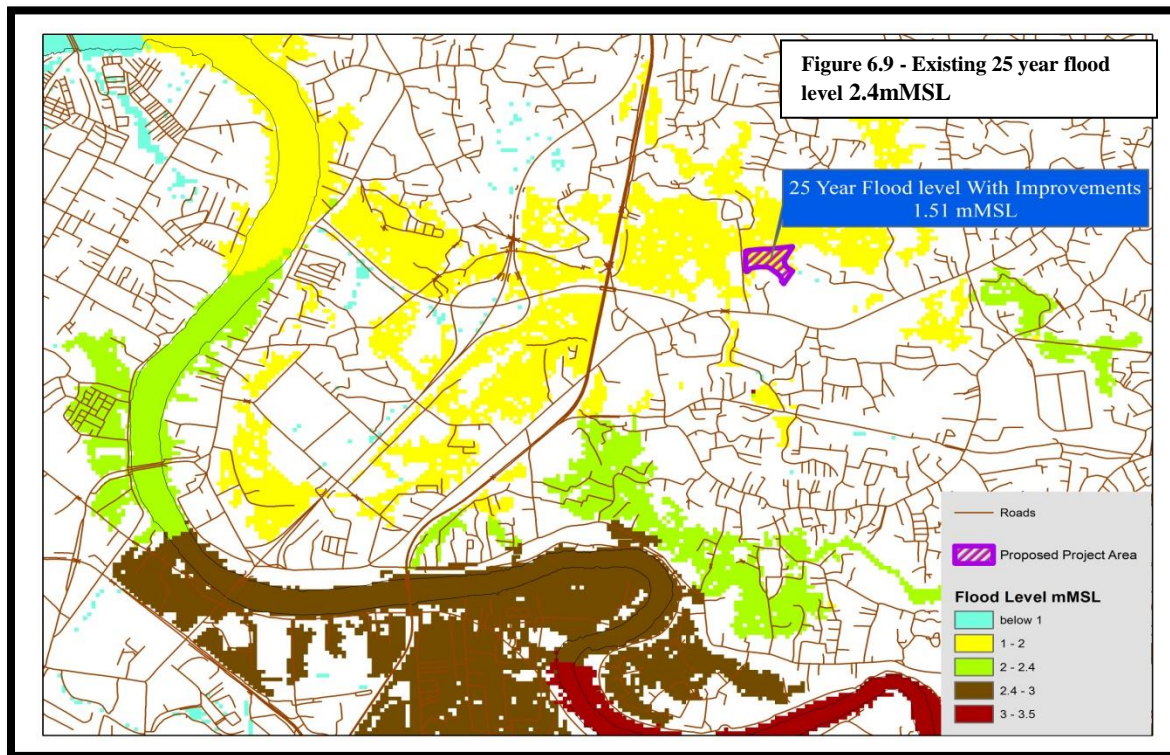 Figure 6.9 - Existing 25 year flood
level 2.4mMSL
25 Year Flood level With Improvements
1.51 mMSL
Roads
Proposed Project Area
Flood Level mMSL
below 1
1 - 2
2 - 2.4
2.4 - 3
3 - 3.5